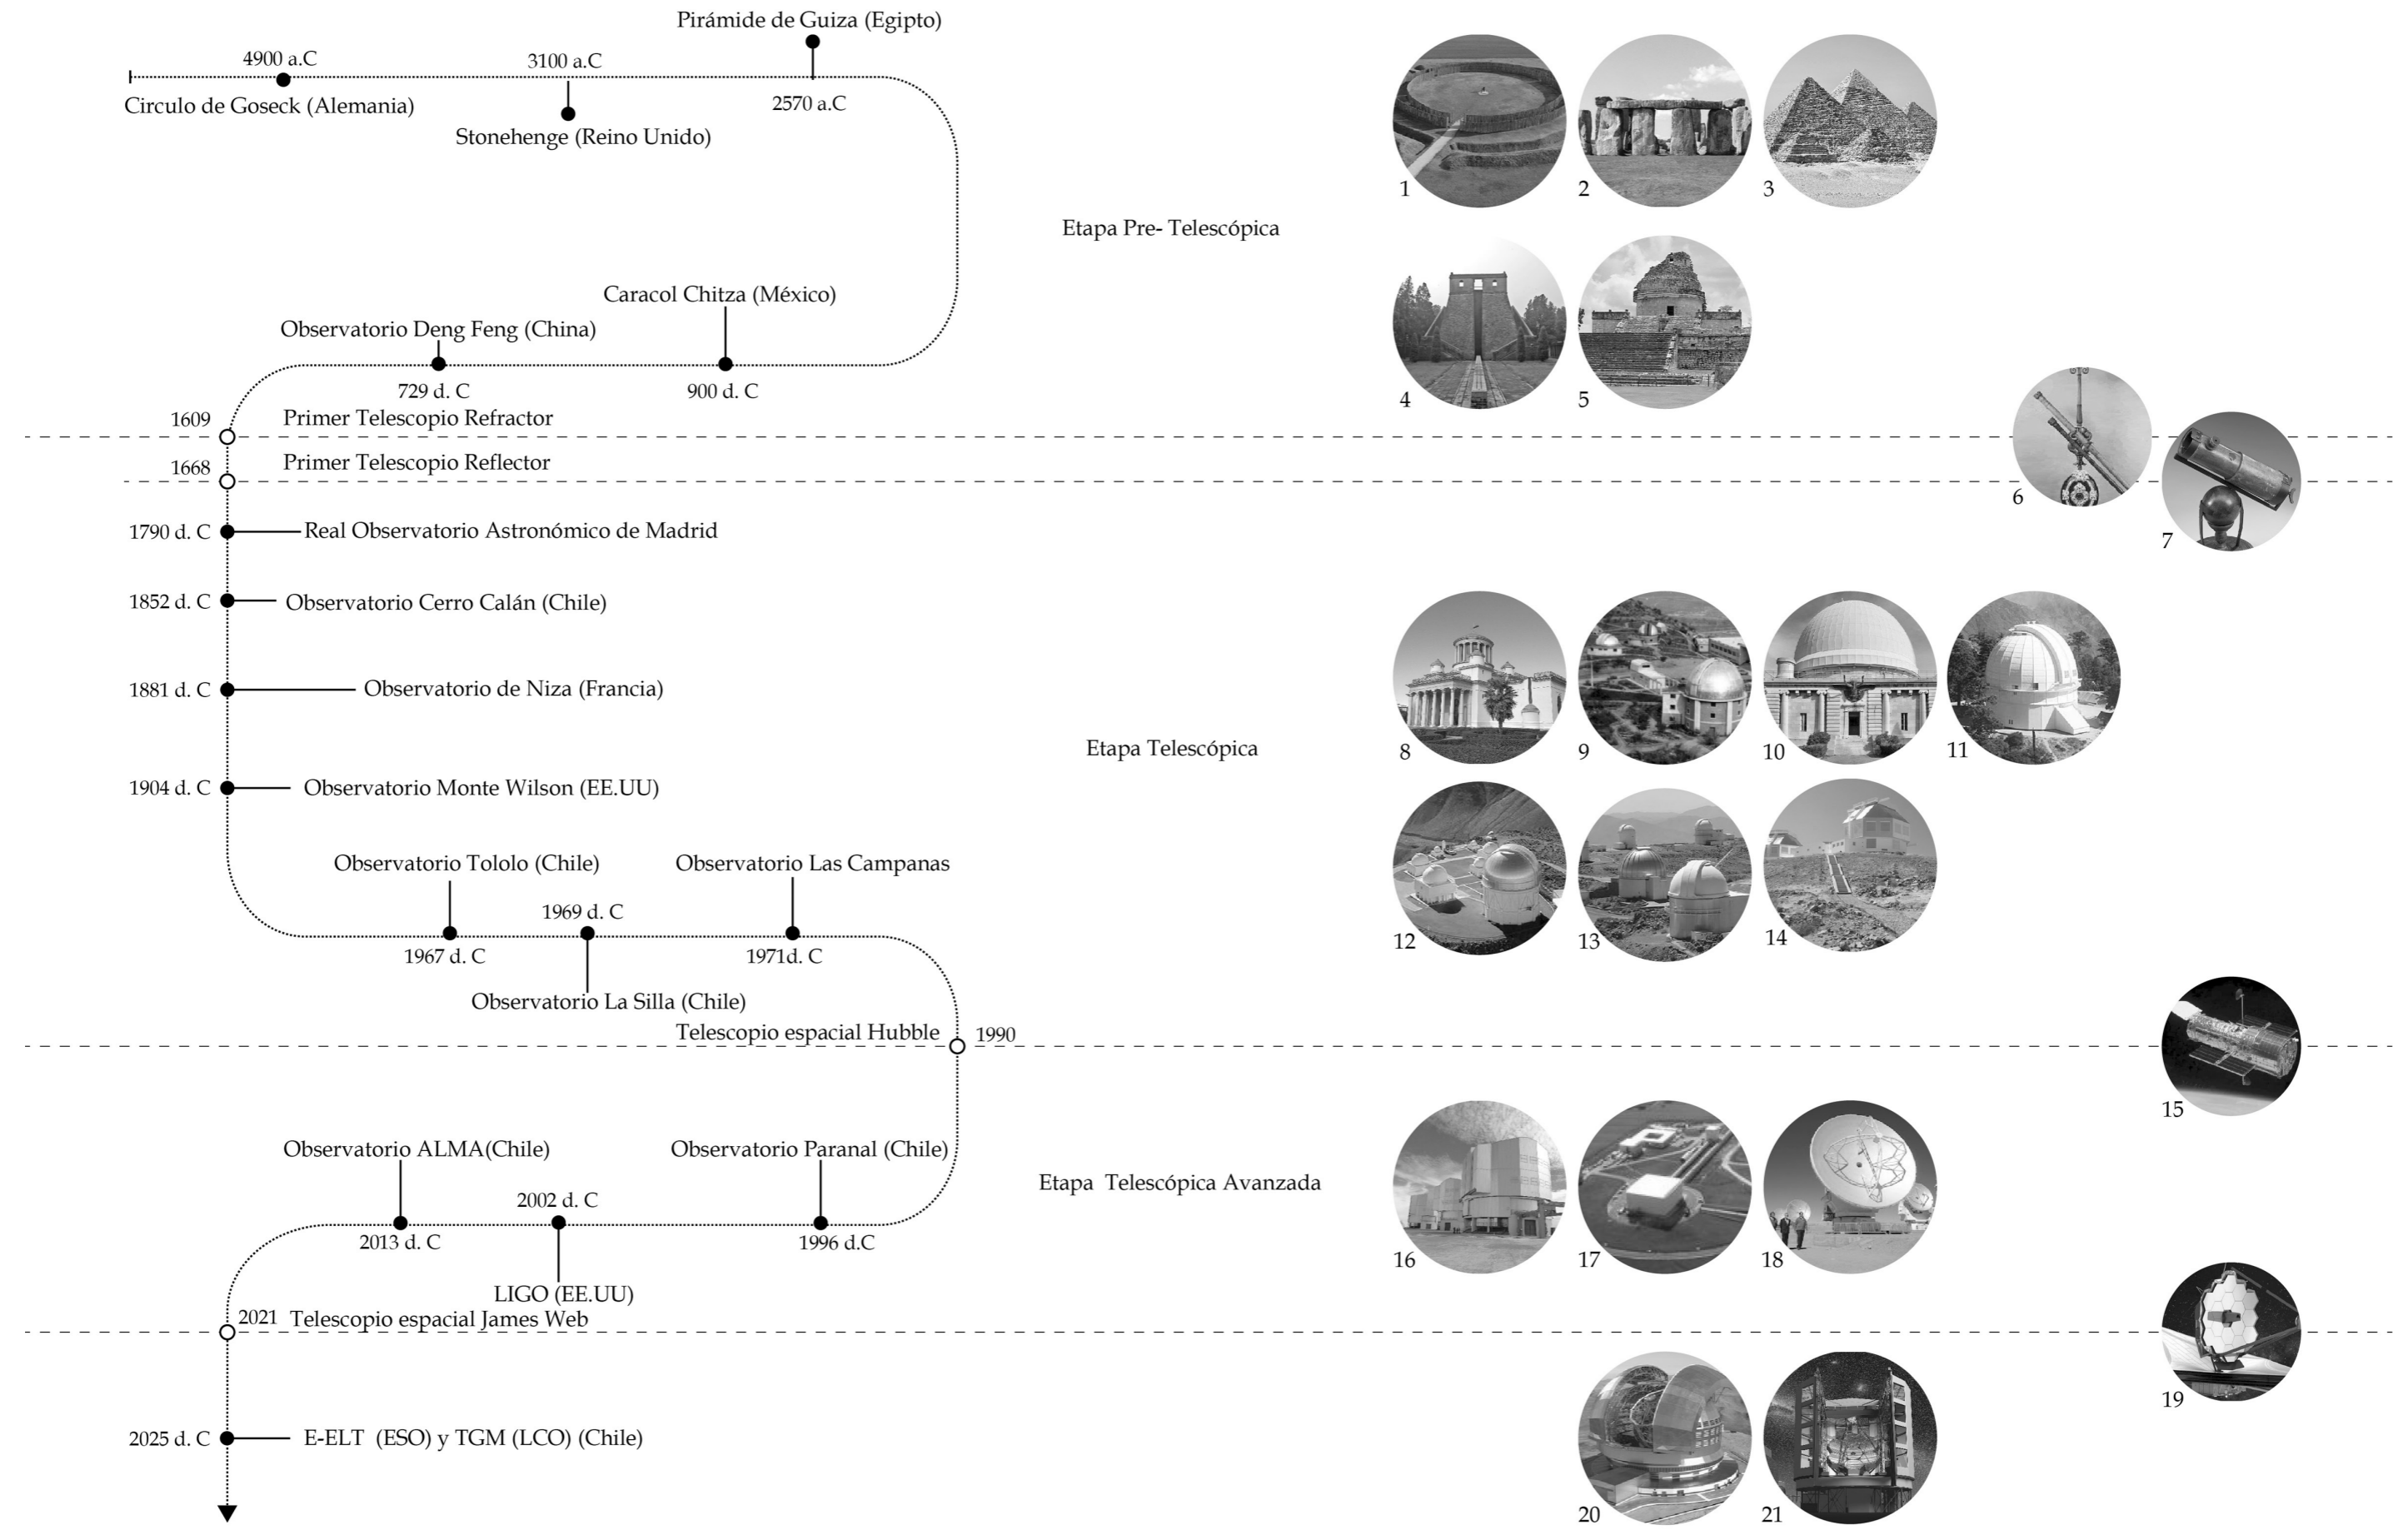 Pirámide de Guiza (Egipto)
4900 a.C
3100 a.C
2570 a.C
Circulo de Goseck (Alemania)
Stonehenge (Reino Unido)
1
2
3
Etapa Pre- Telescópica
Caracol Chitza (México)
Observatorio Deng Feng (China)
729 d. C
900 d. C
4
5
1609
Primer Telescopio Refractor
1668
Primer Telescopio Reflector
6
7
1790 d. C
Real Observatorio Astronómico de Madrid
1852 d. C
Observatorio Cerro Calán (Chile)
1881 d. C
Observatorio de Niza (Francia)
Etapa Telescópica
8
9
10
11
1904 d. C
Observatorio Monte Wilson (EE.UU)
Observatorio Tololo (Chile)
Observatorio Las Campanas
1969 d. C
1967 d. C
1971d. C
Observatorio La Silla (Chile)
12
13
14
Telescopio espacial Hubble
1990
15
Observatorio ALMA(Chile)
Observatorio Paranal (Chile)
Etapa  Telescópica Avanzada
2002 d. C
2013 d. C
1996 d.C
LIGO (EE.UU)
16
17
18
2021
Telescopio espacial James Web
19
2025 d. C
E-ELT  (ESO) y TGM (LCO) (Chile)
20
21